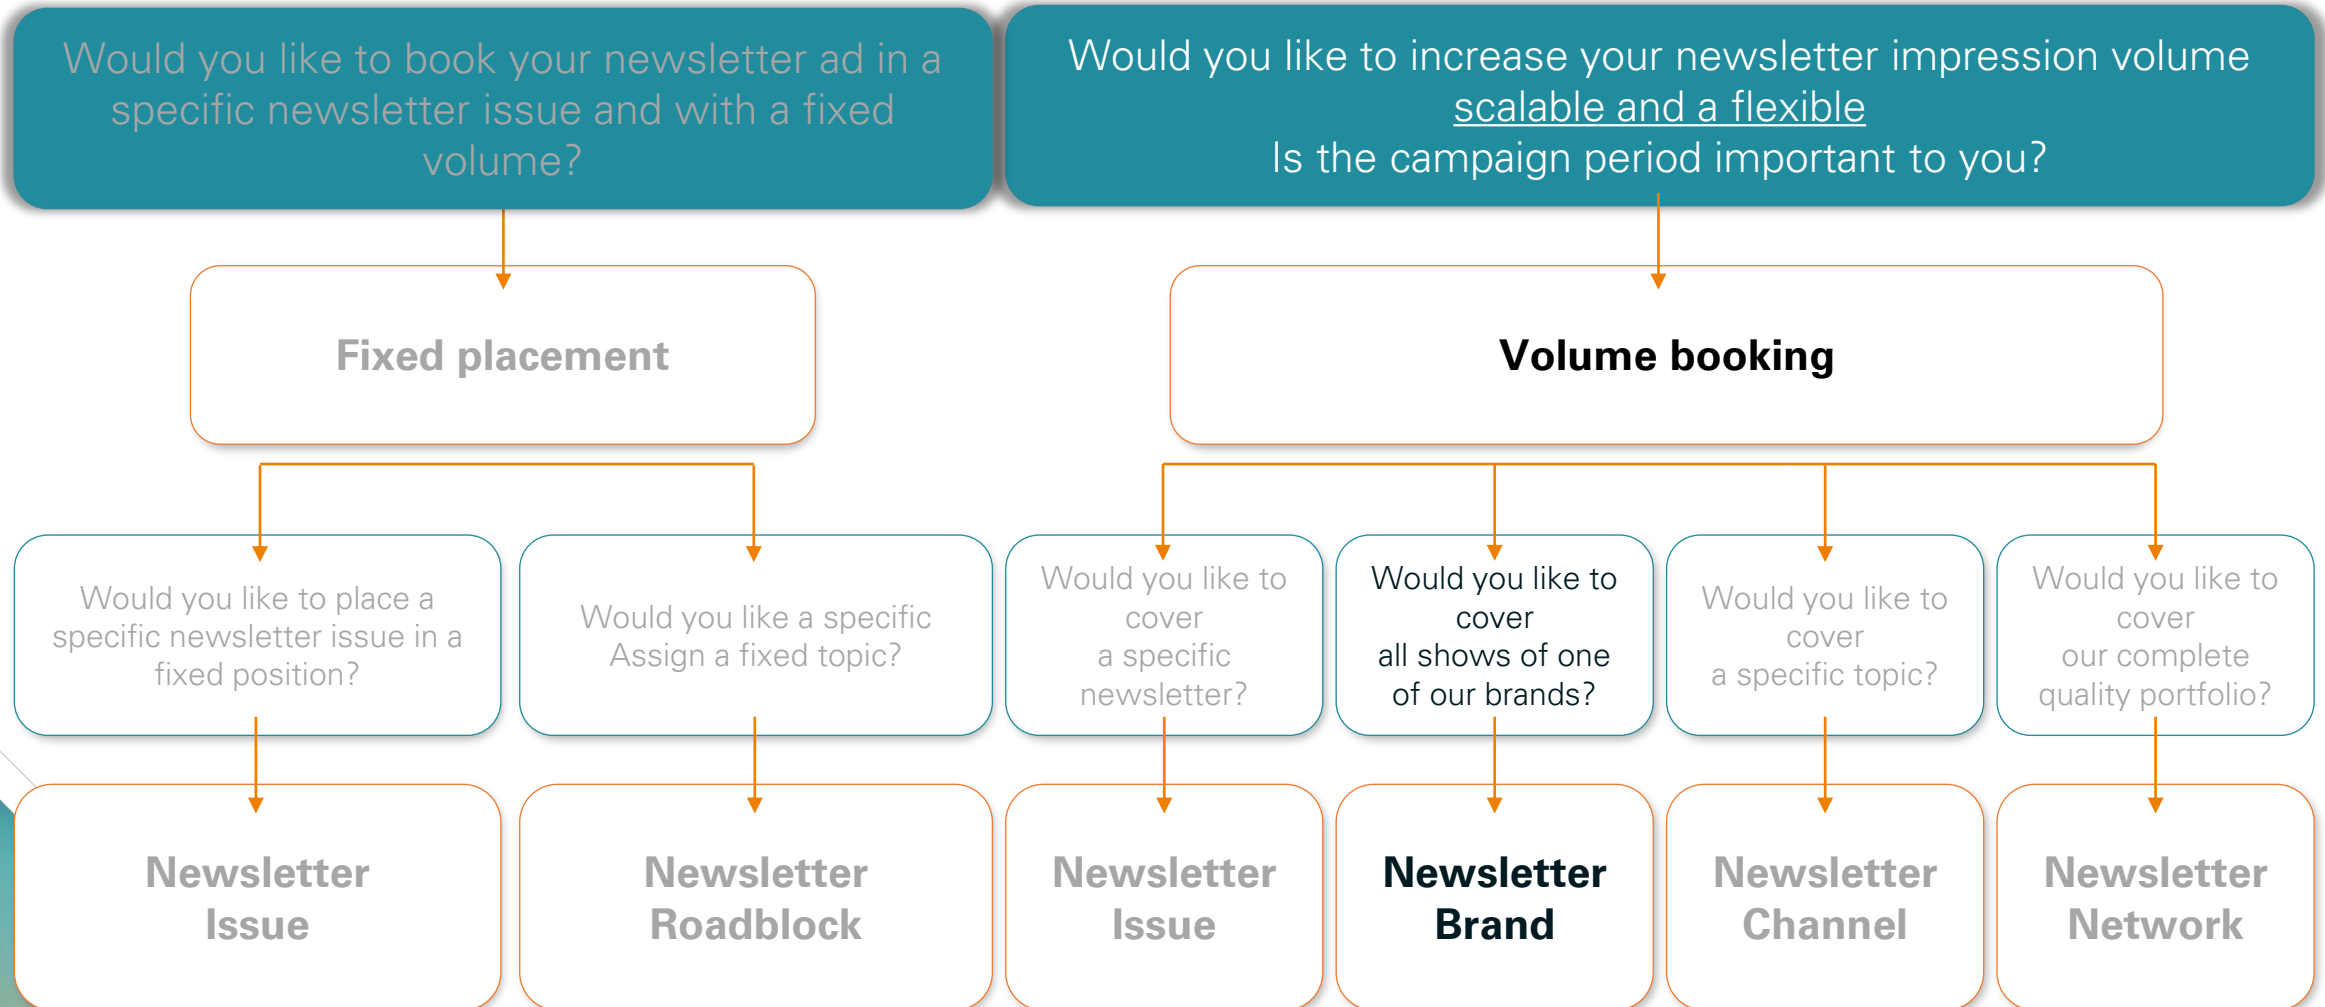 Would you like to book your newsletter ad in a
specific newsletter issue and with a fixed
volume?
Would you like to increase your newsletter impression volume
scalable and a flexible
Is the campaign period important to you?
Fixed placement
Volume booking
Would you like to place a
specific newsletter issue in a
fixed position?
Would you like a specific
Assign a fixed topic?
Would you like to
cover
a specific
newsletter?
Would you like to
cover
all shows of one
of our brands?
Would you like to
cover
a specific topic?
Would you like to
cover
our complete
quality portfolio?
Newsletter
Issue
Newsletter
Roadblock
Newsletter
Issue
Newsletter
Brand
Newsletter
Channel
Newsletter
Network